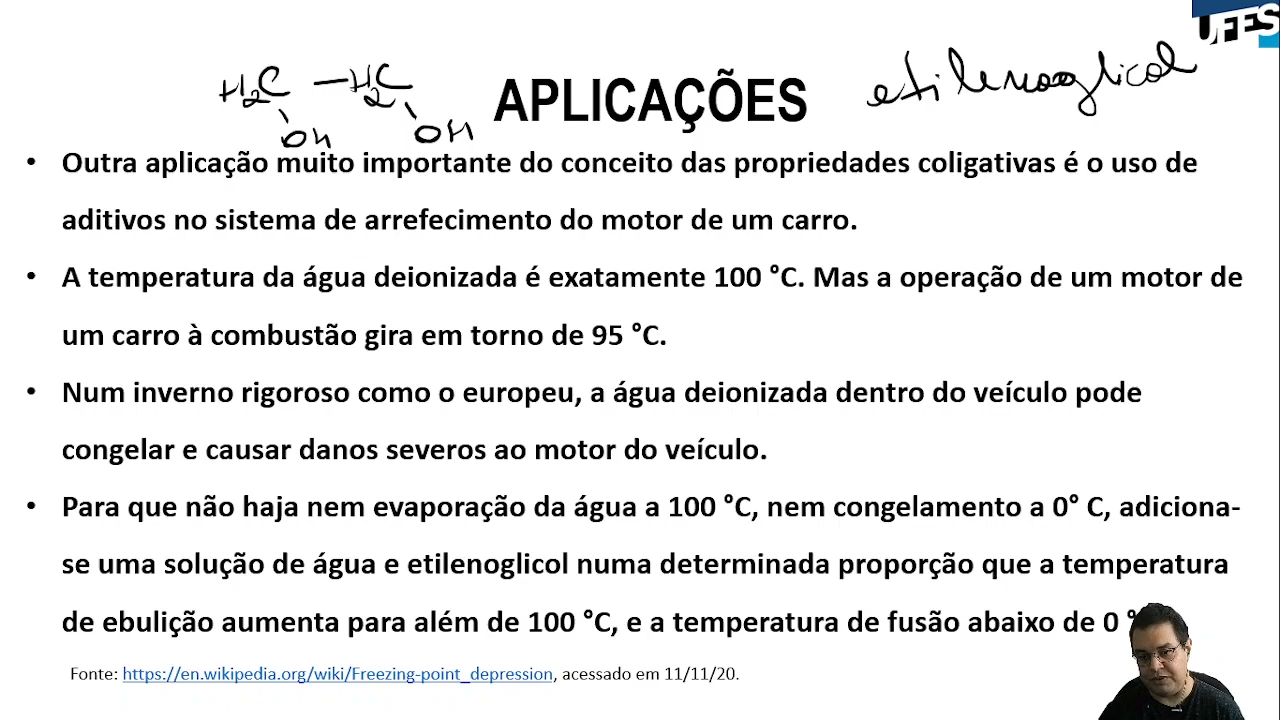 UFES
H2C — H2C
OH OH
APLICAÇÕES
etilenoglicol
• Outra aplicação muito importante do conceito das propriedades coligativas é o uso de
aditivos no sistema de arrefecimento do motor de um carro.
• A temperatura da água deionizada é exatamente 100 °C. Mas a operação de um motor de
um carro à combustão gira em torno de 95 °C.
• Num inverno rigoroso como o europeu, a água deionizada dentro do veículo pode
congelar e causar danos severos ao motor do veículo.
• Para que não haja nem evaporação da água a 100 °C, nem congelamento a 0° C, adiciona-
se uma solução de água e etilenoglicol numa determinada proporção que a temperatura
de ebulição aumenta para além de 100 °C, e a temperatura de fusão abaixo de 0 °
Fonte: https://en.wikipedia.org/wiki/Freezing-point_depression, acessado em 11/11/20.